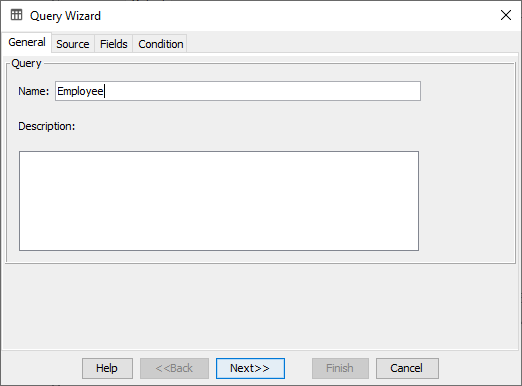 Query Wizard
General Source Fields Condition
Query
Name: Employee
Description:
Help <<Back Next>> Finish Cancel